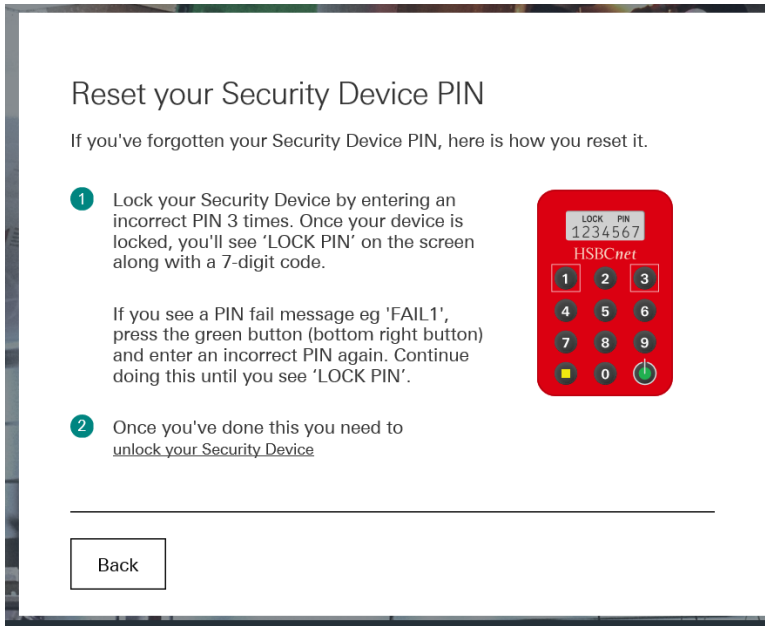 Reset your Security Device PIN
If you've forgotten your Security Device PIN, here is how you reset it.
1
Lock your Security Device by entering an
incorrect PIN 3 times. Once your device is
locked, you'll see ‘LOCK PIN’ on the screen
along with a 7-digit code.
If you see a PIN fail message eg 'FAIL1',
press the green button (bottom right button)
and enter an incorrect PIN again. Continue
doing this until you see ‘LOCK PIN’.
LOCK PIN
1234567
HSBCnet
1 2 3
4 5 6
7 8 9
0
2
Once you've done this you need to
unlock your Security Device
Back